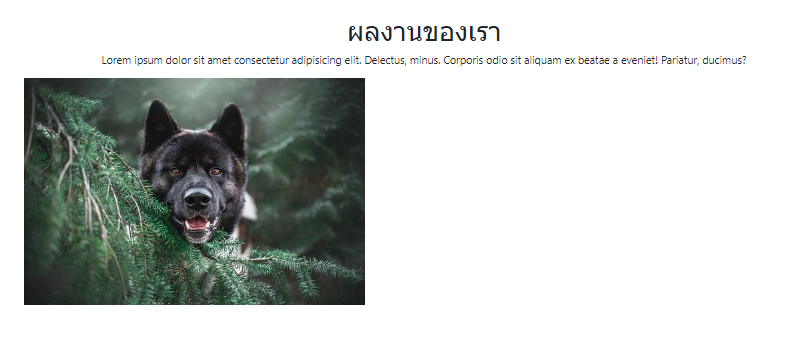 ผลงานของเรา
Lorem ipsum dolor sit amet consectetur adipisicing elit. Delectus, minus. Corporis odio sit aliquam ex beatae a eveniet! Pariatur, ducimus?